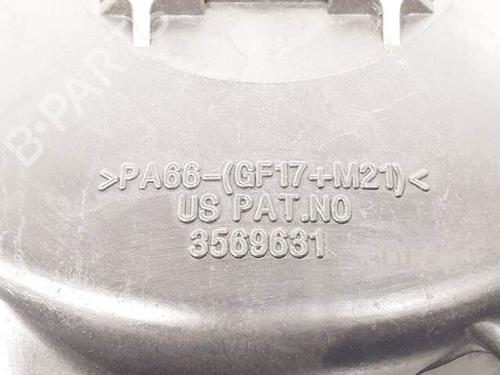 B-PARTS
>PA66-(GF17+M21)<
US PAT.NO
3569631